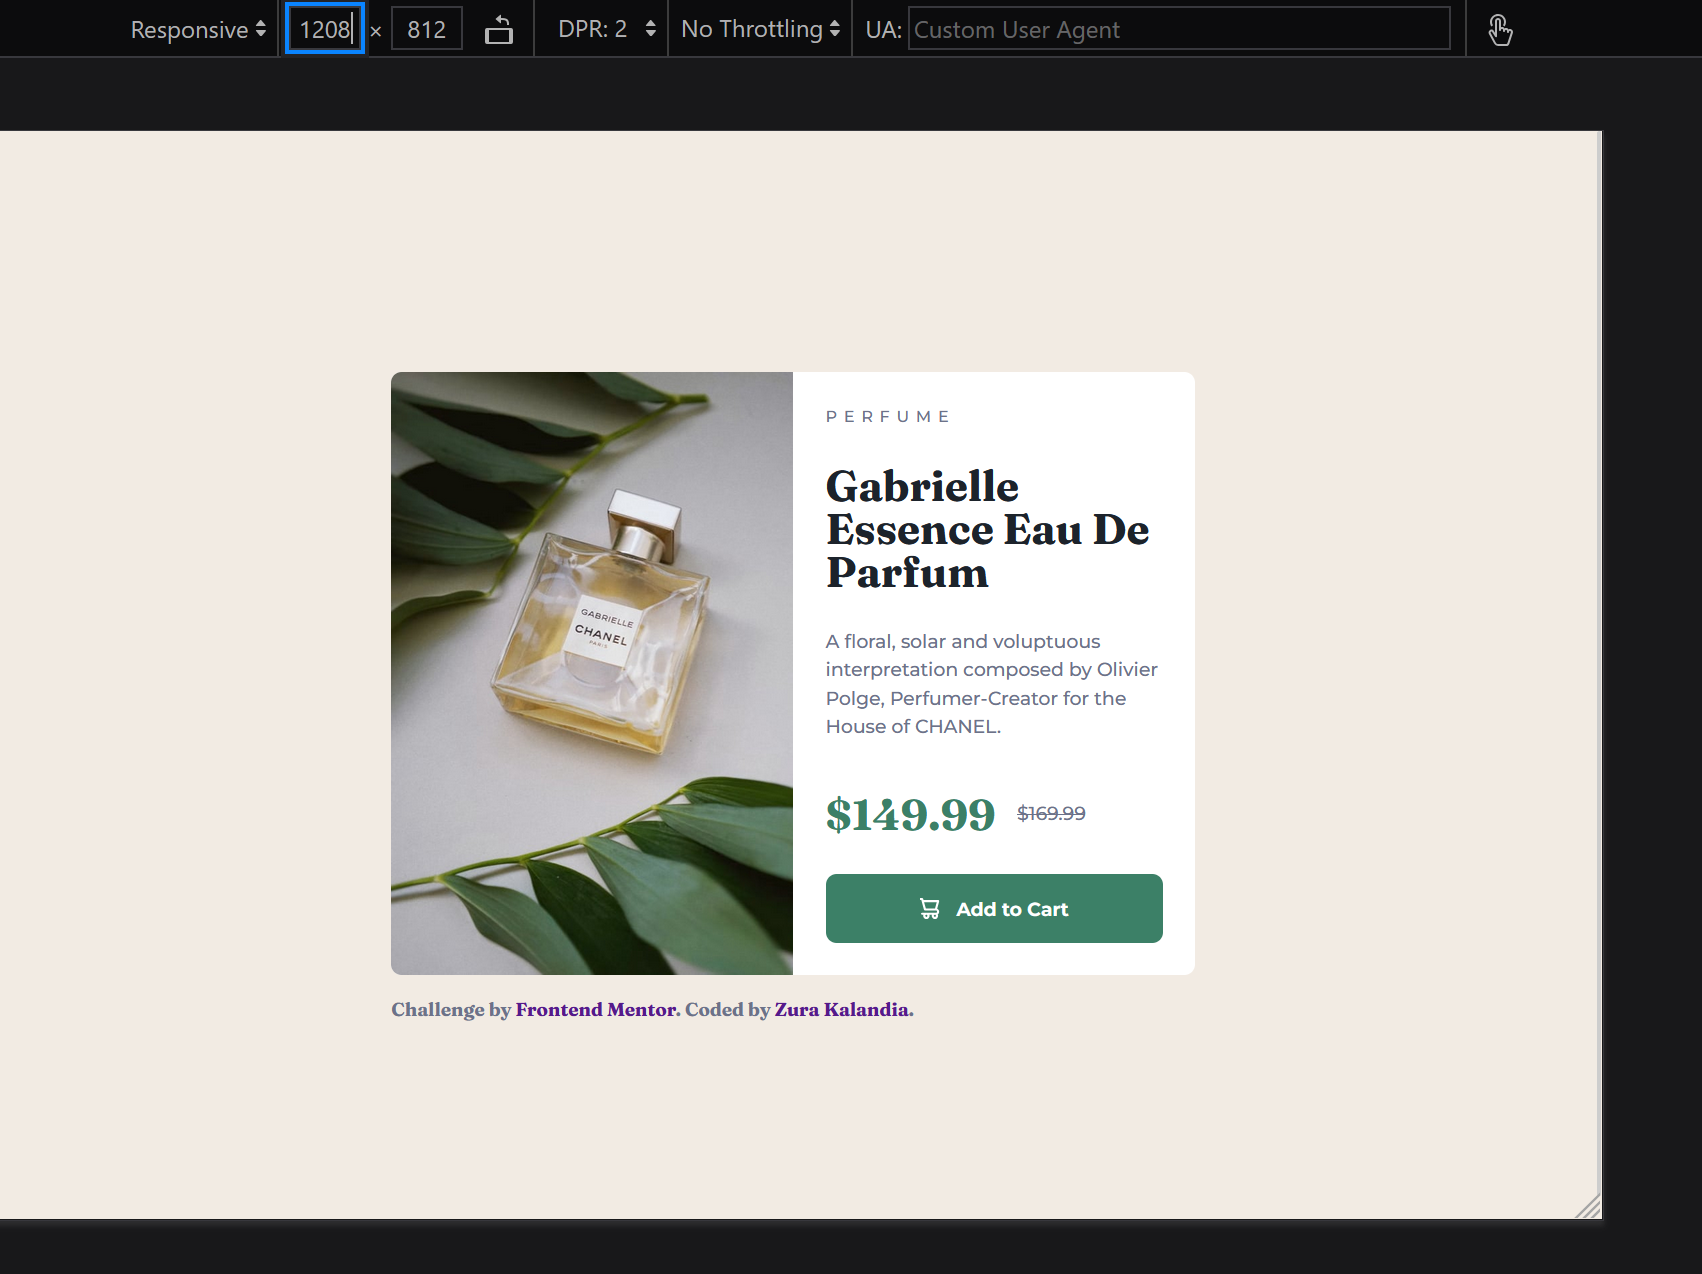 Responsive 1208 × 812 DPR: 2 No Throttling UA: Custom User Agent
PERFUME
Gabrielle
Essence Eau De
Parfum
GABRIELLE
CHANEL
PARIS
A floral, solar and voluptuous
interpretation composed by Olivier
Polge, Perfumer-Creator for the
House of CHANEL.
$149.99 $169.99
Add to Cart
Challenge by Frontend Mentor. Coded by Zura Kalandia.